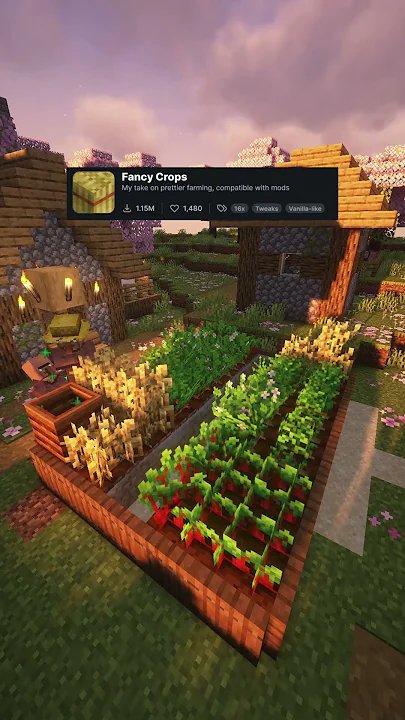 Fancy Crops
My take on prettier farming, compatible with mods
1.15M 1,480 16x Tweaks Vanilla-like